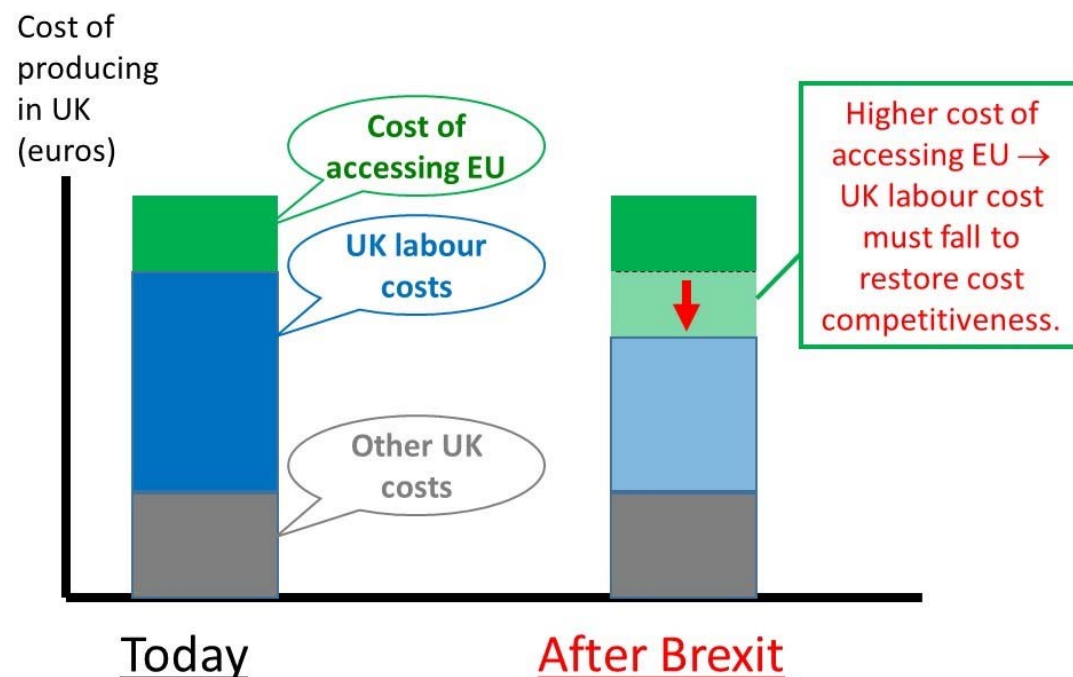 Cost of
producing
in UK
(euros)
Cost of
accessing EU
UK labour
costs
Other UK
costs
Higher cost of
accessing EU →
UK labour cost
must fall to
restore cost
competitiveness.
Today
After Brexit